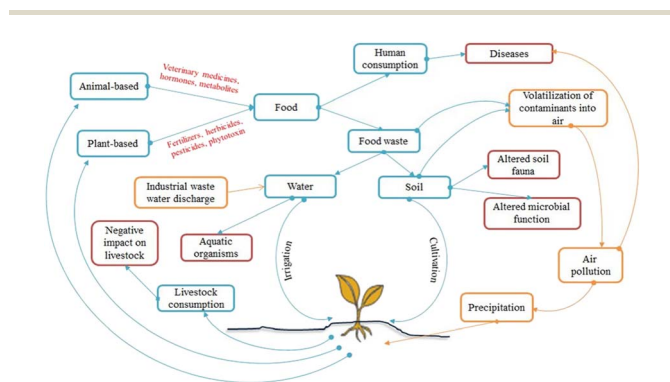 Human
consumption
Diseases
Animal-based
Veterinary medicines,
hormones, metabolites
Food
Volatilization of
contaminants into
air
Plant-based
Fertilizers, herbicides,
pesticides, phytotoxin
Food waste
Altered soil
fauna
Industrial waste
water discharge
Water
Soil
Altered microbial
function
Negative
impact on
livestock
Aquatic
organisms
Irrigation
Cultivation
Air
pollution
Livestock
consumption
Precipitation